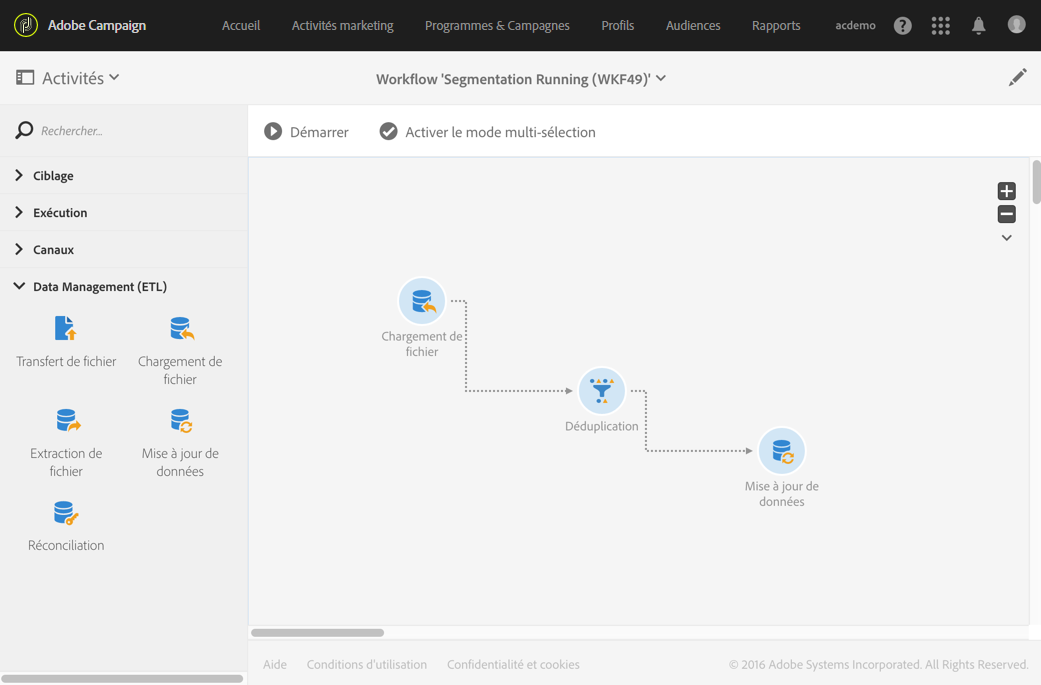 Adobe Campaign
Accueil
Activités marketing
Programmes & Campagnes
Profils
Audiences
Rapports
acdemo
?
Activités
Workflow 'Segmentation Running (WKF49)'
Rechercher...
Démarrer
Activer le mode multi-sélection
Ciblage
Exécution
Canaux
Data Management (ETL)
Transfert de fichier
Chargement de
fichier
Extraction de
fichier
Mise à jour de
données
Réconciliation
Chargement de
fichier
Déduplication
Mise à jour de
données
Aide
Conditions d'utilisation
Confidentialité et cookies
© 2016 Adobe Systems Incorporated. All Rights Reserved.